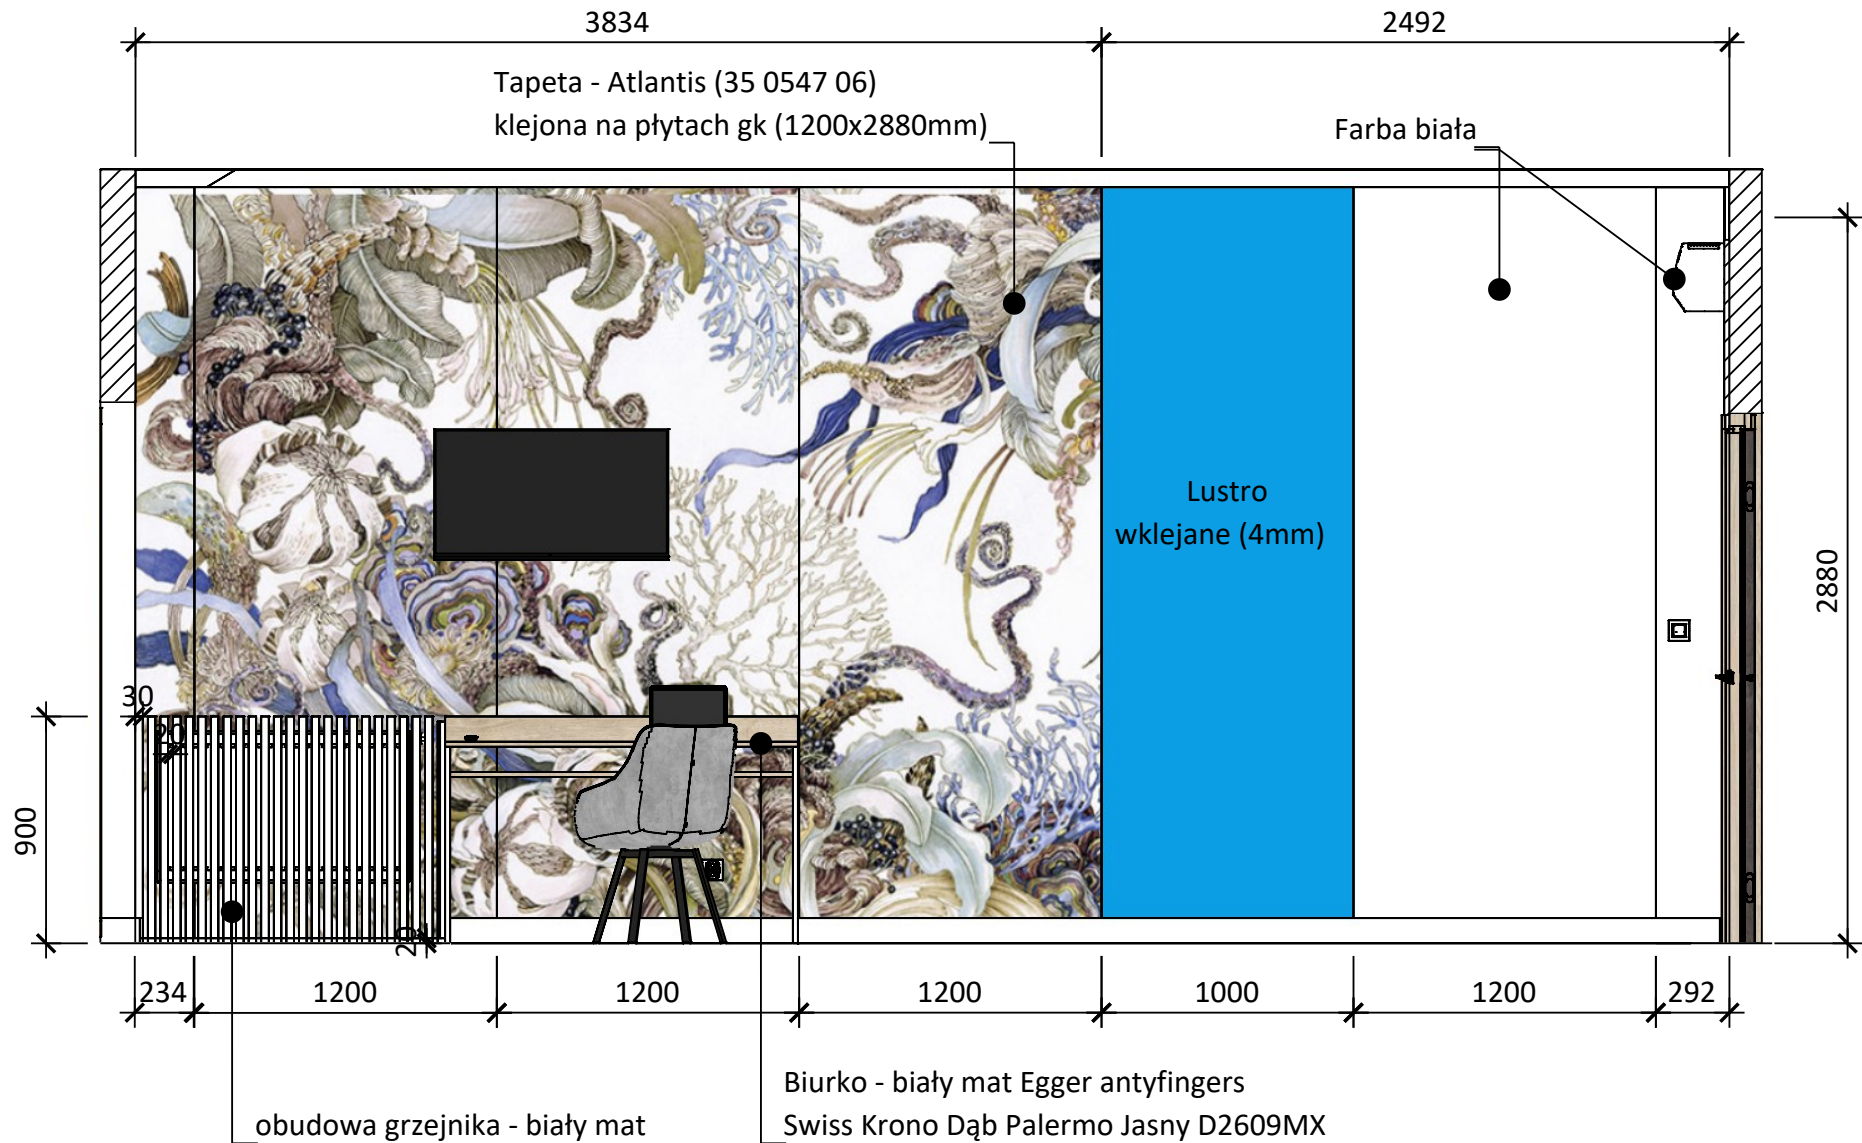 3834
2492
Tapeta - Atlantis (35 0547 06)
klejona na płytach gk (1200x2880mm)
Farba biała
Lustro
wklejane (4mm)
2880
30
20
900
20
234
1200
1200
1200
1000
1200
292
Biurko - biały mat Egger antyfingers
obudowa grzejnika - biały mat
Swiss Krono Dąb Palermo Jasny D2609MX